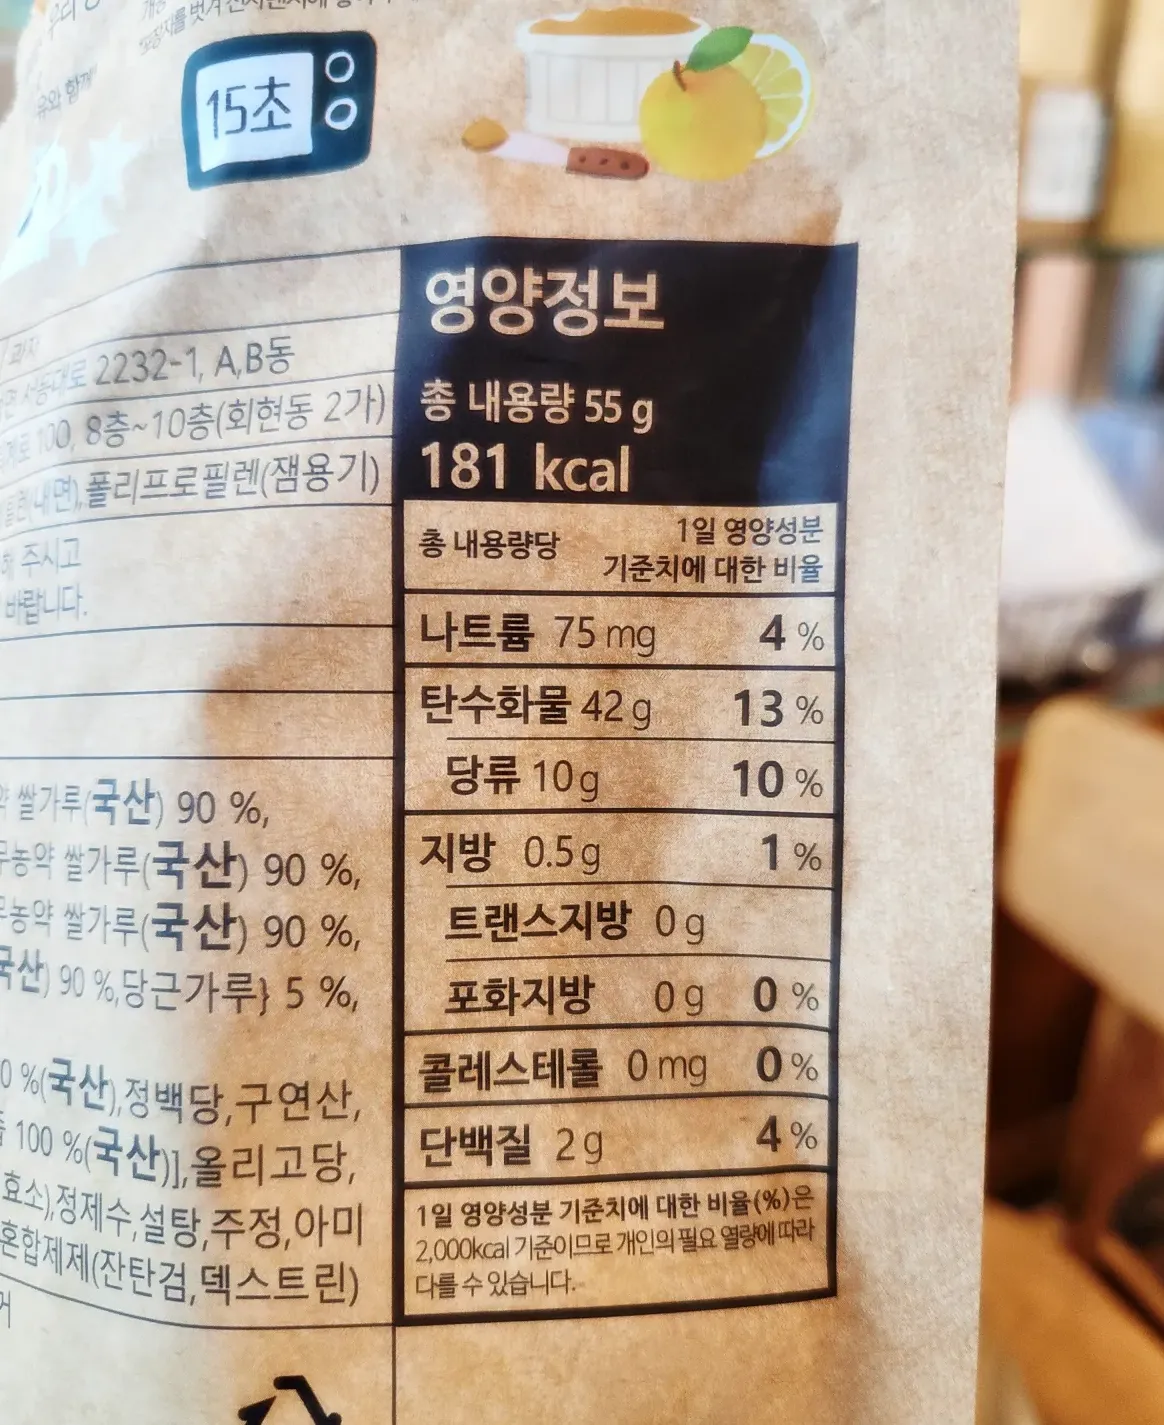 15초
영양정보
총 내용량 55 g
181 kcal
총 내용량당
1일 영양성분
기준치에 대한 비율
나트륨 75 mg 4 %
탄수화물 42 g 13 %
당류 10 g 10 %
지방 0.5 g 1 %
트랜스지방 0 g
포화지방 0 g 0 %
콜레스테롤 0 mg 0 %
단백질 2 g 4 %
1일 영양성분 기준치에 대한 비율(%)은
2,000kcal 기준이므로 개인의 필요 열량에 따라
다를 수 있습니다.
2232-1, A,B동
100, 8층~10층(회현동 2가)
(내면),폴리프로필렌(잼용기)
주시고
바랍니다.
쌀가루(국산) 90 %,
쌀가루(국산) 90 %,
쌀가루(국산) 90 %,
90 %,당근가루} 5 %,
%(국산),정백당,구연산,
100 %(국산)],올리고당,
효소),정제수,설탕,주정,아미
혼합제제(잔탄검,덱스트린)